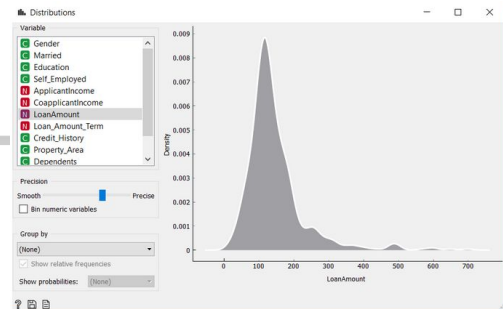 Distributions
Variable
C Gender
C Married
C Education
C Self_Employed
N ApplicantIncome
N CoapplicantIncome
N LoanAmount
N Loan_Amount_Term
C Credit_History
C Property_Area
C Dependents
Precision
Smooth Precise
Bin numeric variables
Group by
(None)
Show relative frequencies
Show probabilities: (None)
?
0.009
0.008
0.007
0.006
0.005
0.004
0.003
0.002
0.001
0
Density
0 100 200 300 400 500 600 700
LoanAmount